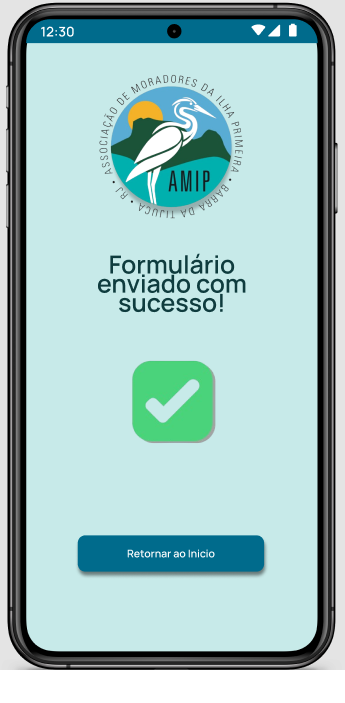 12:30
ASSOCIAÇÃO DE MORADORES DA ILHA PRIMEIRA • BARRA DA TIJUCA • RJ •
AMIP
Formulário
enviado com
sucesso!
Retornar ao Inicio